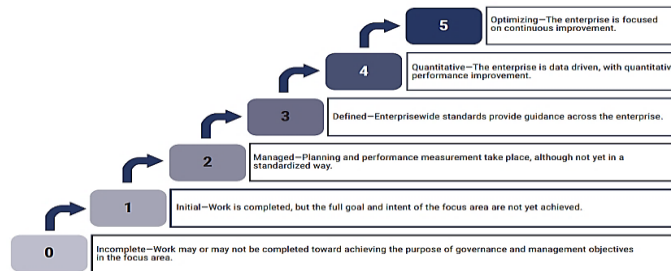 5
Optimizing—The enterprise is focused
on continuous improvement.
4
Quantitative—The enterprise is data driven, with
performance improvement.
3
Defined—Enterprisewide standards provide guidance across the enterprise.
2
Managed—Planning and performance measurement take place, although not yet in a
standardized way.
1
Initial—Work is completed, but the full goal and intent of the focus area are not yet achieved.
0
Incomplete—Work may or may not be completed toward achieving the purpose of governance and management objectives
in the focus area.